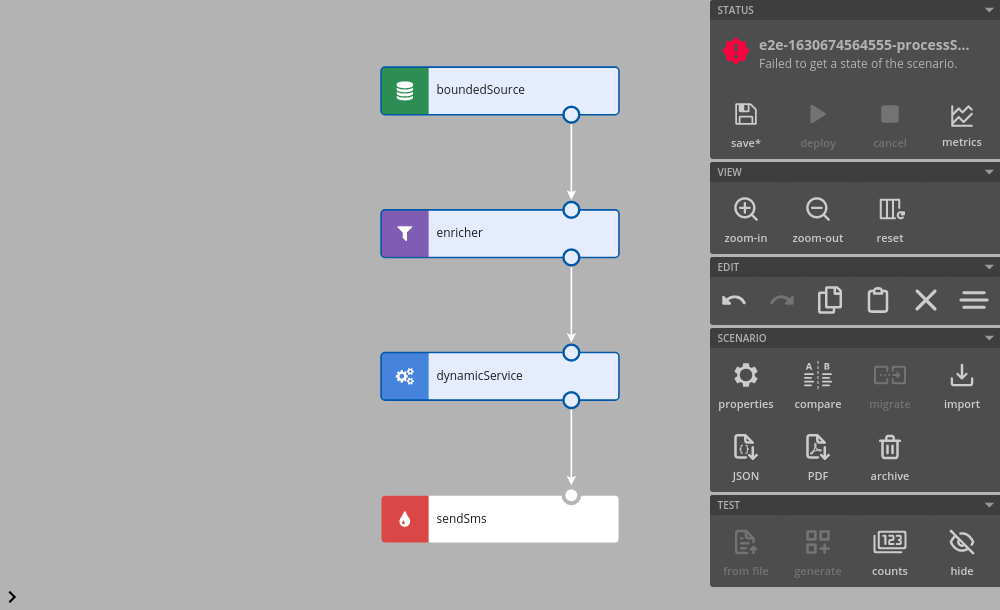 boundedSource
enricher
dynamicService
sendSms
STATUS
e2e-1630674564555-processS...
Failed to get a state of the scenario.
save* deploy cancel metrics
VIEW
zoom-in zoom-out reset
EDIT
SCENARIO
A B
properties compare migrate import
{}
JSON PDF archive
TEST
123
from file generate counts hide